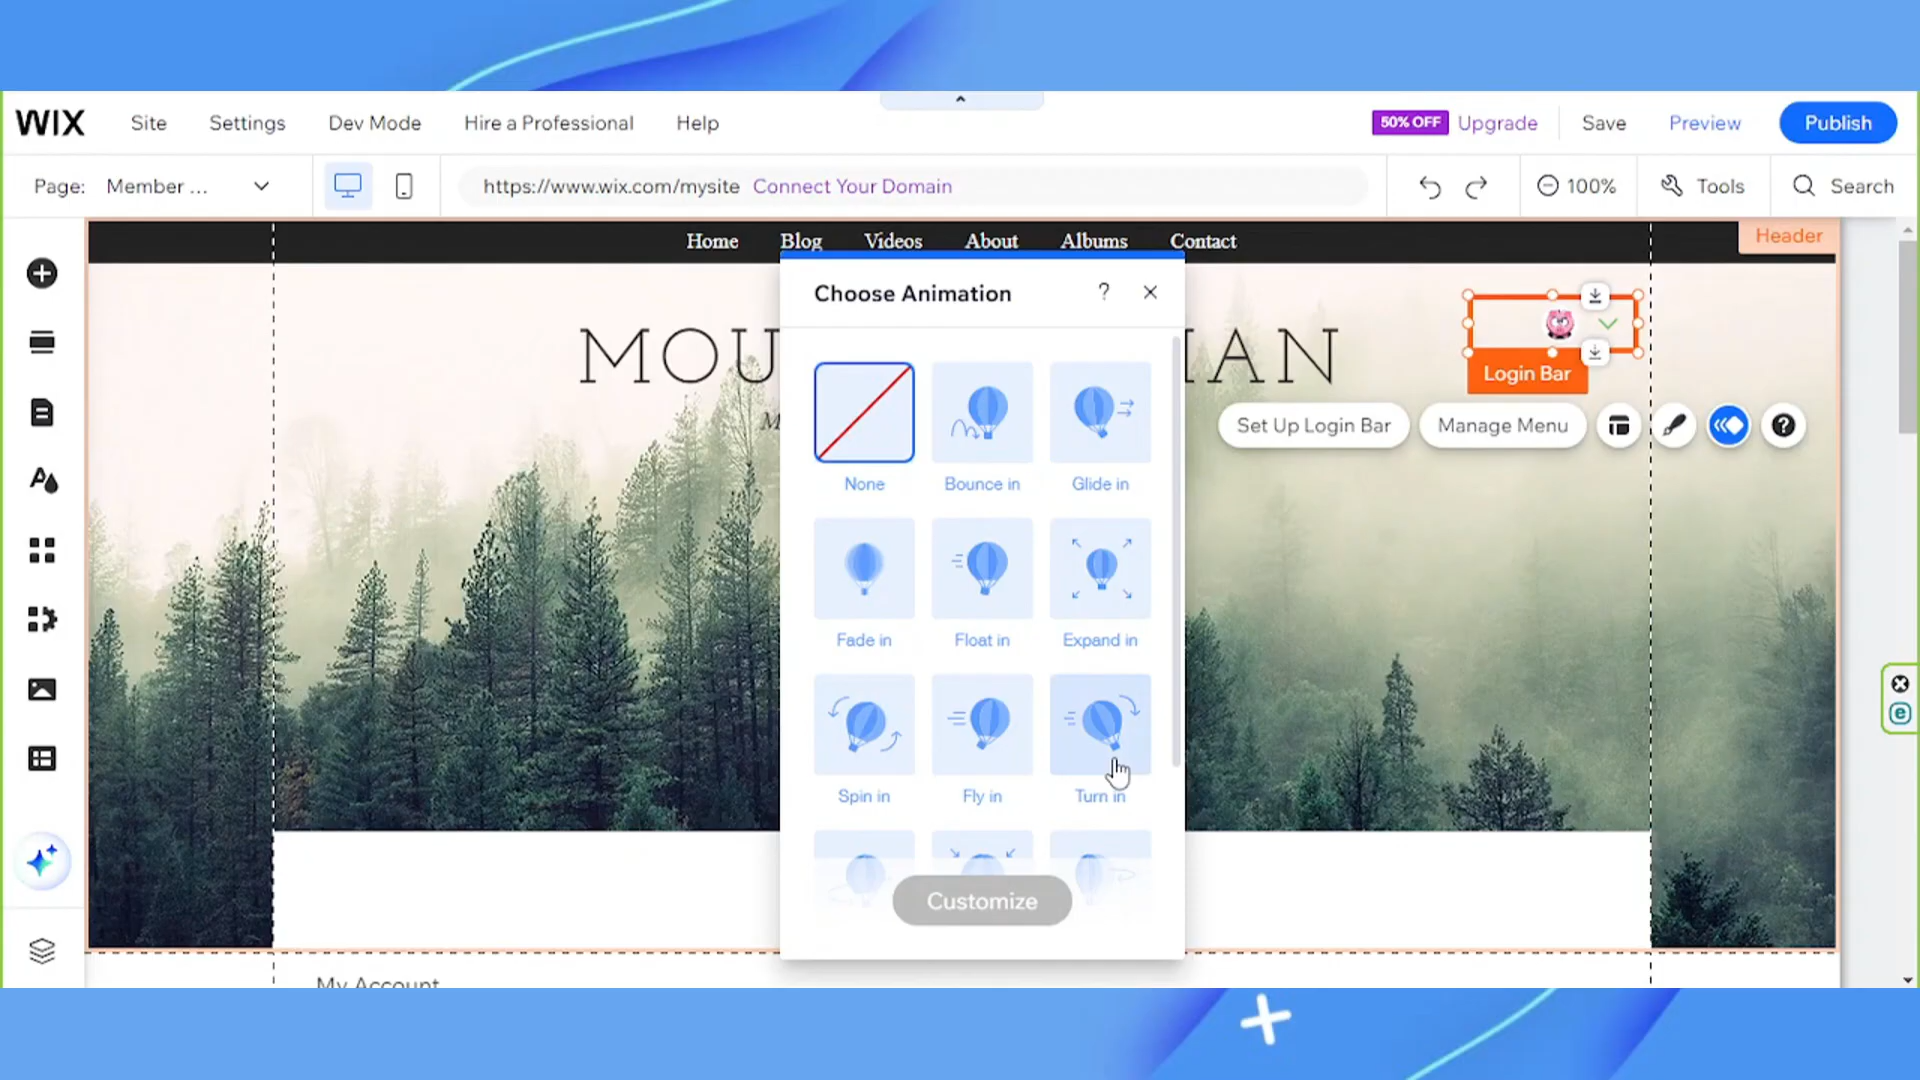 WIX Site Settings Dev Mode Hire a Professional Help 50% OFF Upgrade Save Preview Publish
Page: Member ... https://www.wix.com/mysite Connect Your Domain 100% Tools Search
Home Blog Videos About Albums Contact
Header
Choose Animation ?
Login Bar
Set Up Login Bar Manage Menu ?
None Bounce in Glide in
Fade in Float in Expand in
Spin in Fly in Turn in
Customize
My Account